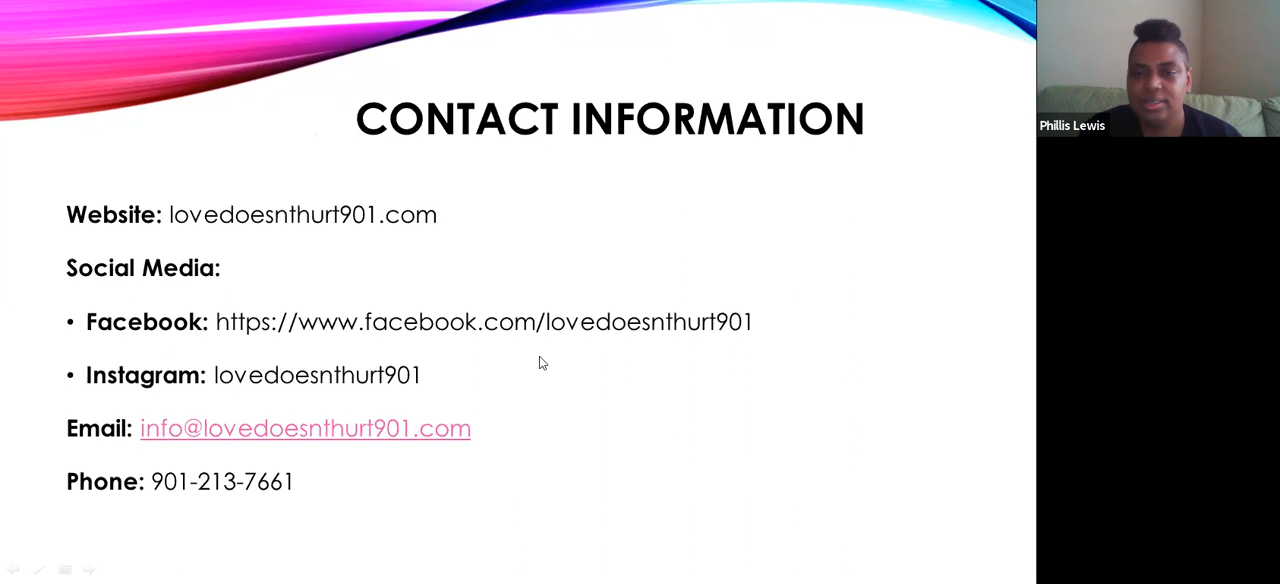 CONTACT INFORMATION
Website: lovedoesnthurt901.com
Social Media:
• Facebook: https://www.facebook.com/lovedoesnthurt901
• Instagram: lovedoesnthurt901
Email: info@lovedoesnthurt901.com
Phone: 901-213-7661
Phillis Lewis